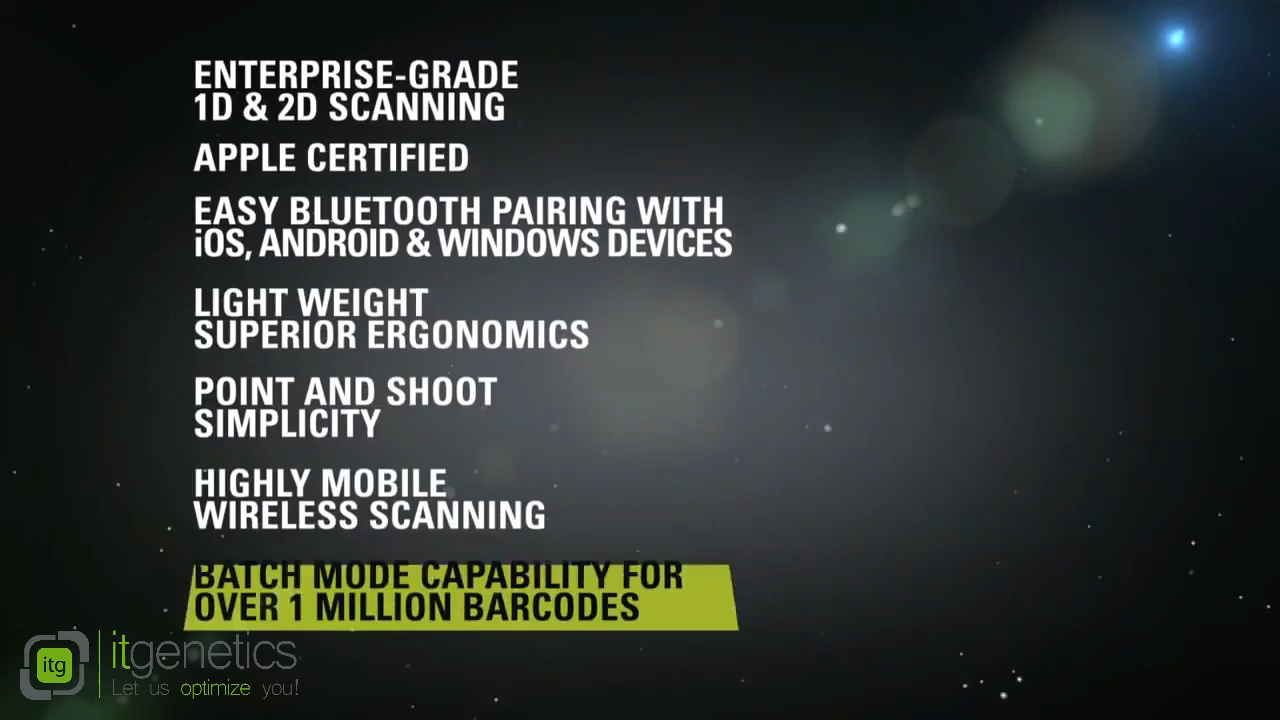 ENTERPRISE-GRADE
1D & 2D SCANNING
APPLE CERTIFIED
EASY BLUETOOTH PAIRING WITH
iOS, ANDROID & WINDOWS DEVICES
LIGHT WEIGHT
SUPERIOR ERGONOMICS
POINT AND SHOOT
SIMPLICITY
HIGHLY MOBILE
WIRELESS SCANNING
BATCH MODE CAPABILITY FOR
OVER 1 MILLION BARCODES
itg
itgenetics
Let us optimize you!